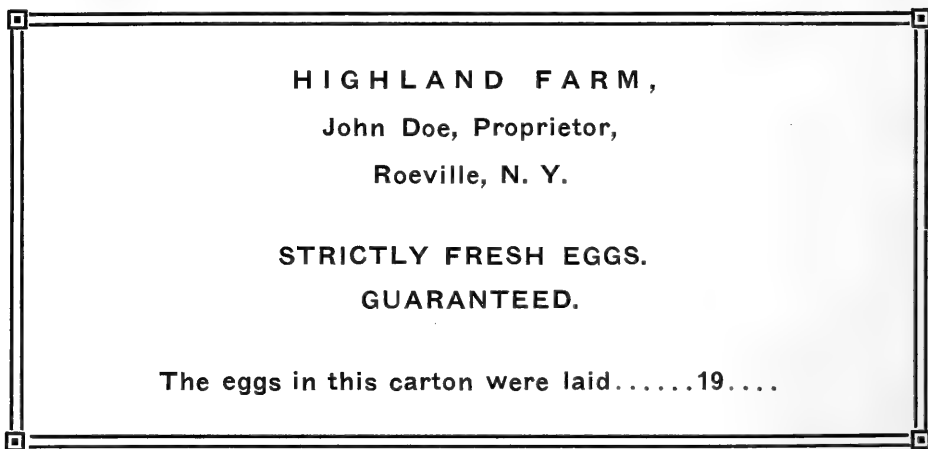 HIGHLAND FARM,
John Doe, Proprietor,
Roeville, N. Y.
STRICTLY FRESH EGGS.
GUARANTEED.
The eggs in this carton were laid......19....